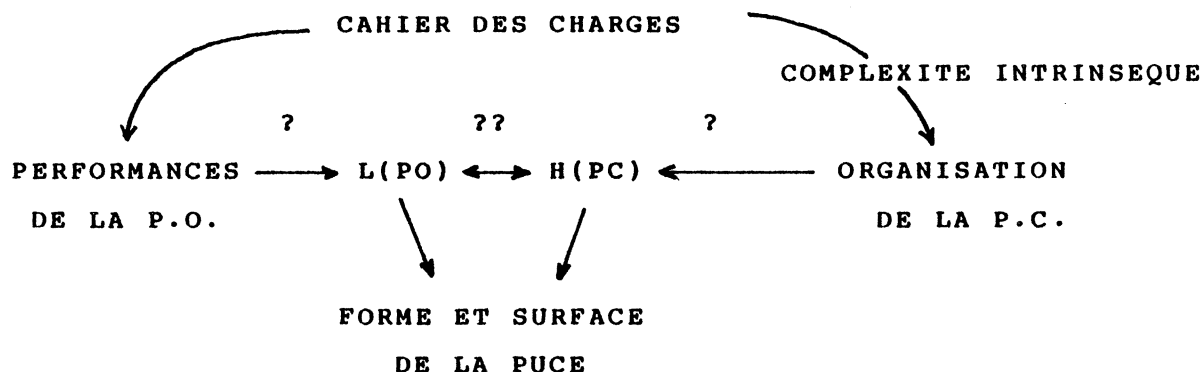 CAHIER DES CHARGES
COMPLEXITE INTRINSEQUE
? ?? ?
PERFORMANCES L(PO) H(PC) ORGANISATION
DE LA P.O. DE LA P.C.
FORME ET SURFACE
DE LA PUCE